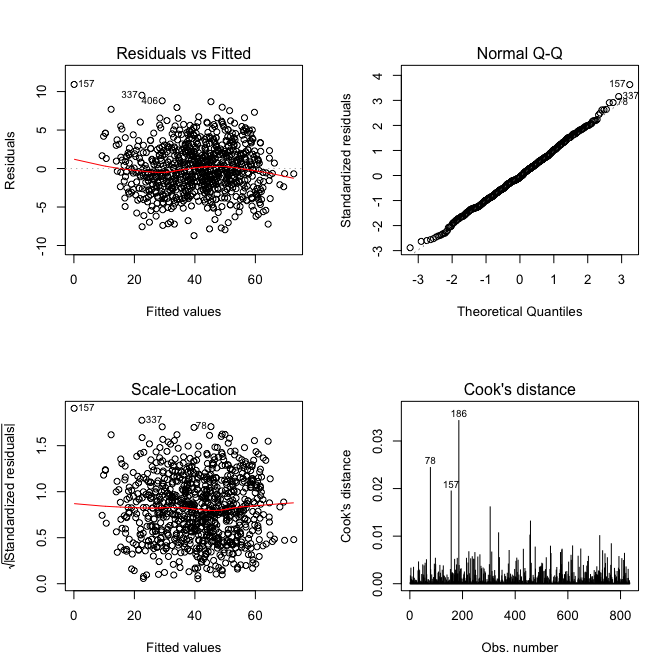 Residuals vs Fitted
Residuals
10
5
0
-5
-10
157
337
406
0 20 40 60
Fitted values
Normal Q-Q
Standardized residuals
4
3
2
1
0
-1
-2
-3
157
337
78
-3 -2 -1 0 1 2 3
Theoretical Quantiles
Scale-Location
√|Standardized residuals|
1.5
1.0
0.5
0.0
157
337
78
0 20 40 60
Fitted values
Cook's distance
Cook's distance
0.03
0.02
0.01
0.00
186
78
157
0 200 400 600 800
Obs. number